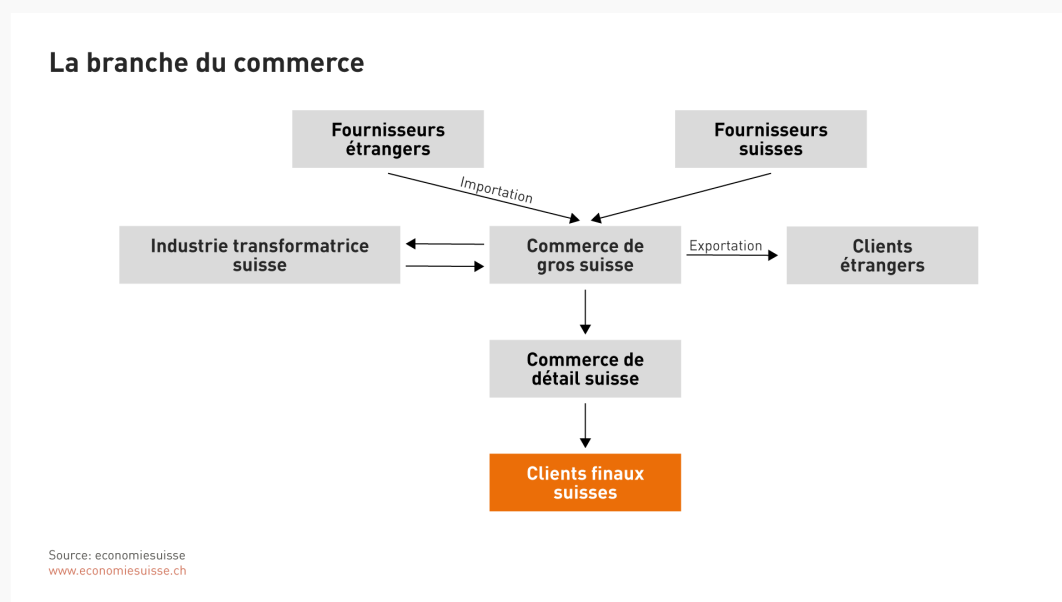 La branche du commerce
Fournisseurs
étrangers
Fournisseurs
suisses
Importation
Industrie transformatrice
suisse
Commerce de
gros suisse
Exportation
Clients
étrangers
Commerce de
détail suisse
Clients finaux
suisses
Source: economiesuisse
www.economiesuisse.ch